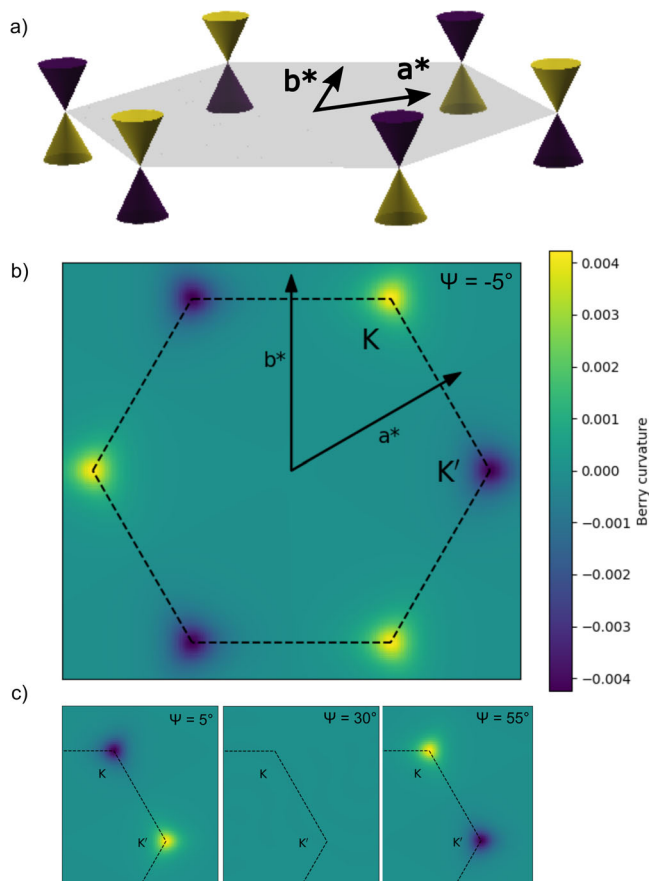 a)
b*
a*
b)
Ψ = -5°
K
b*
a*
K′
0.004
0.003
0.002
0.001
0.000
−0.001
−0.002
−0.003
−0.004
Berry curvature
c)
Ψ = 5°
K
K′
Ψ = 30°
K
K′
Ψ = 55°
K
K′